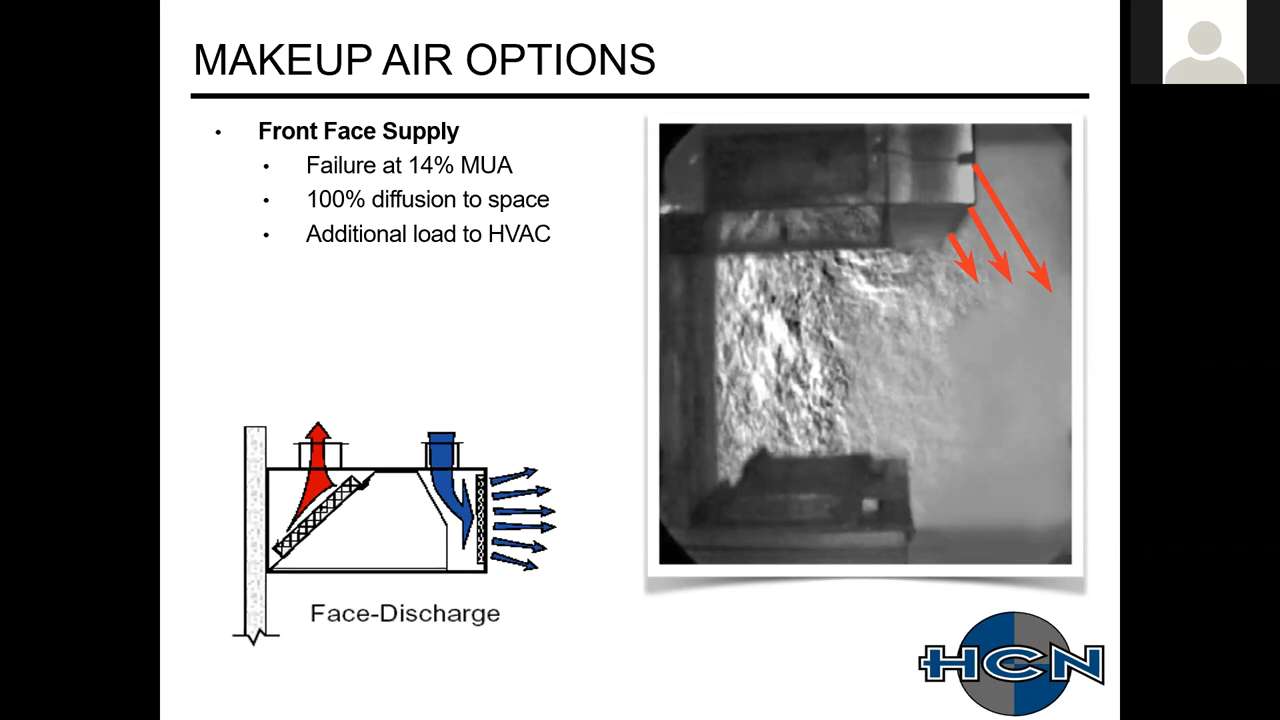 MAKEUP AIR OPTIONS
• Front Face Supply
• Failure at 14% MUA
• 100% diffusion to space
• Additional load to HVAC
Face-Discharge
HCN